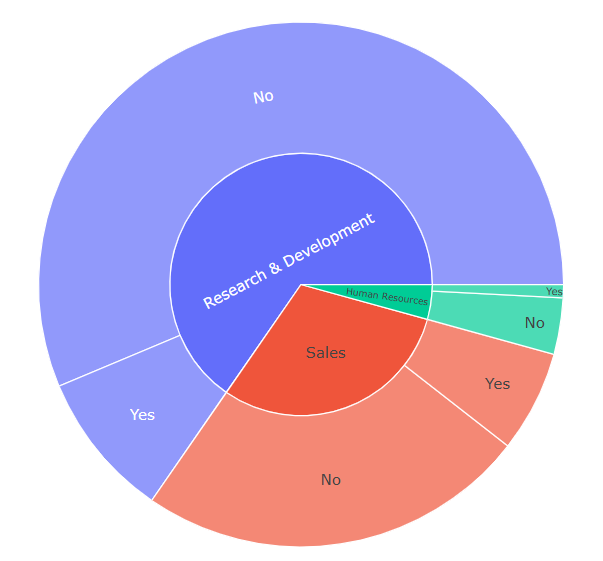 No
Research & Development
Human Resources
Yes
No
Sales
Yes
Yes
No